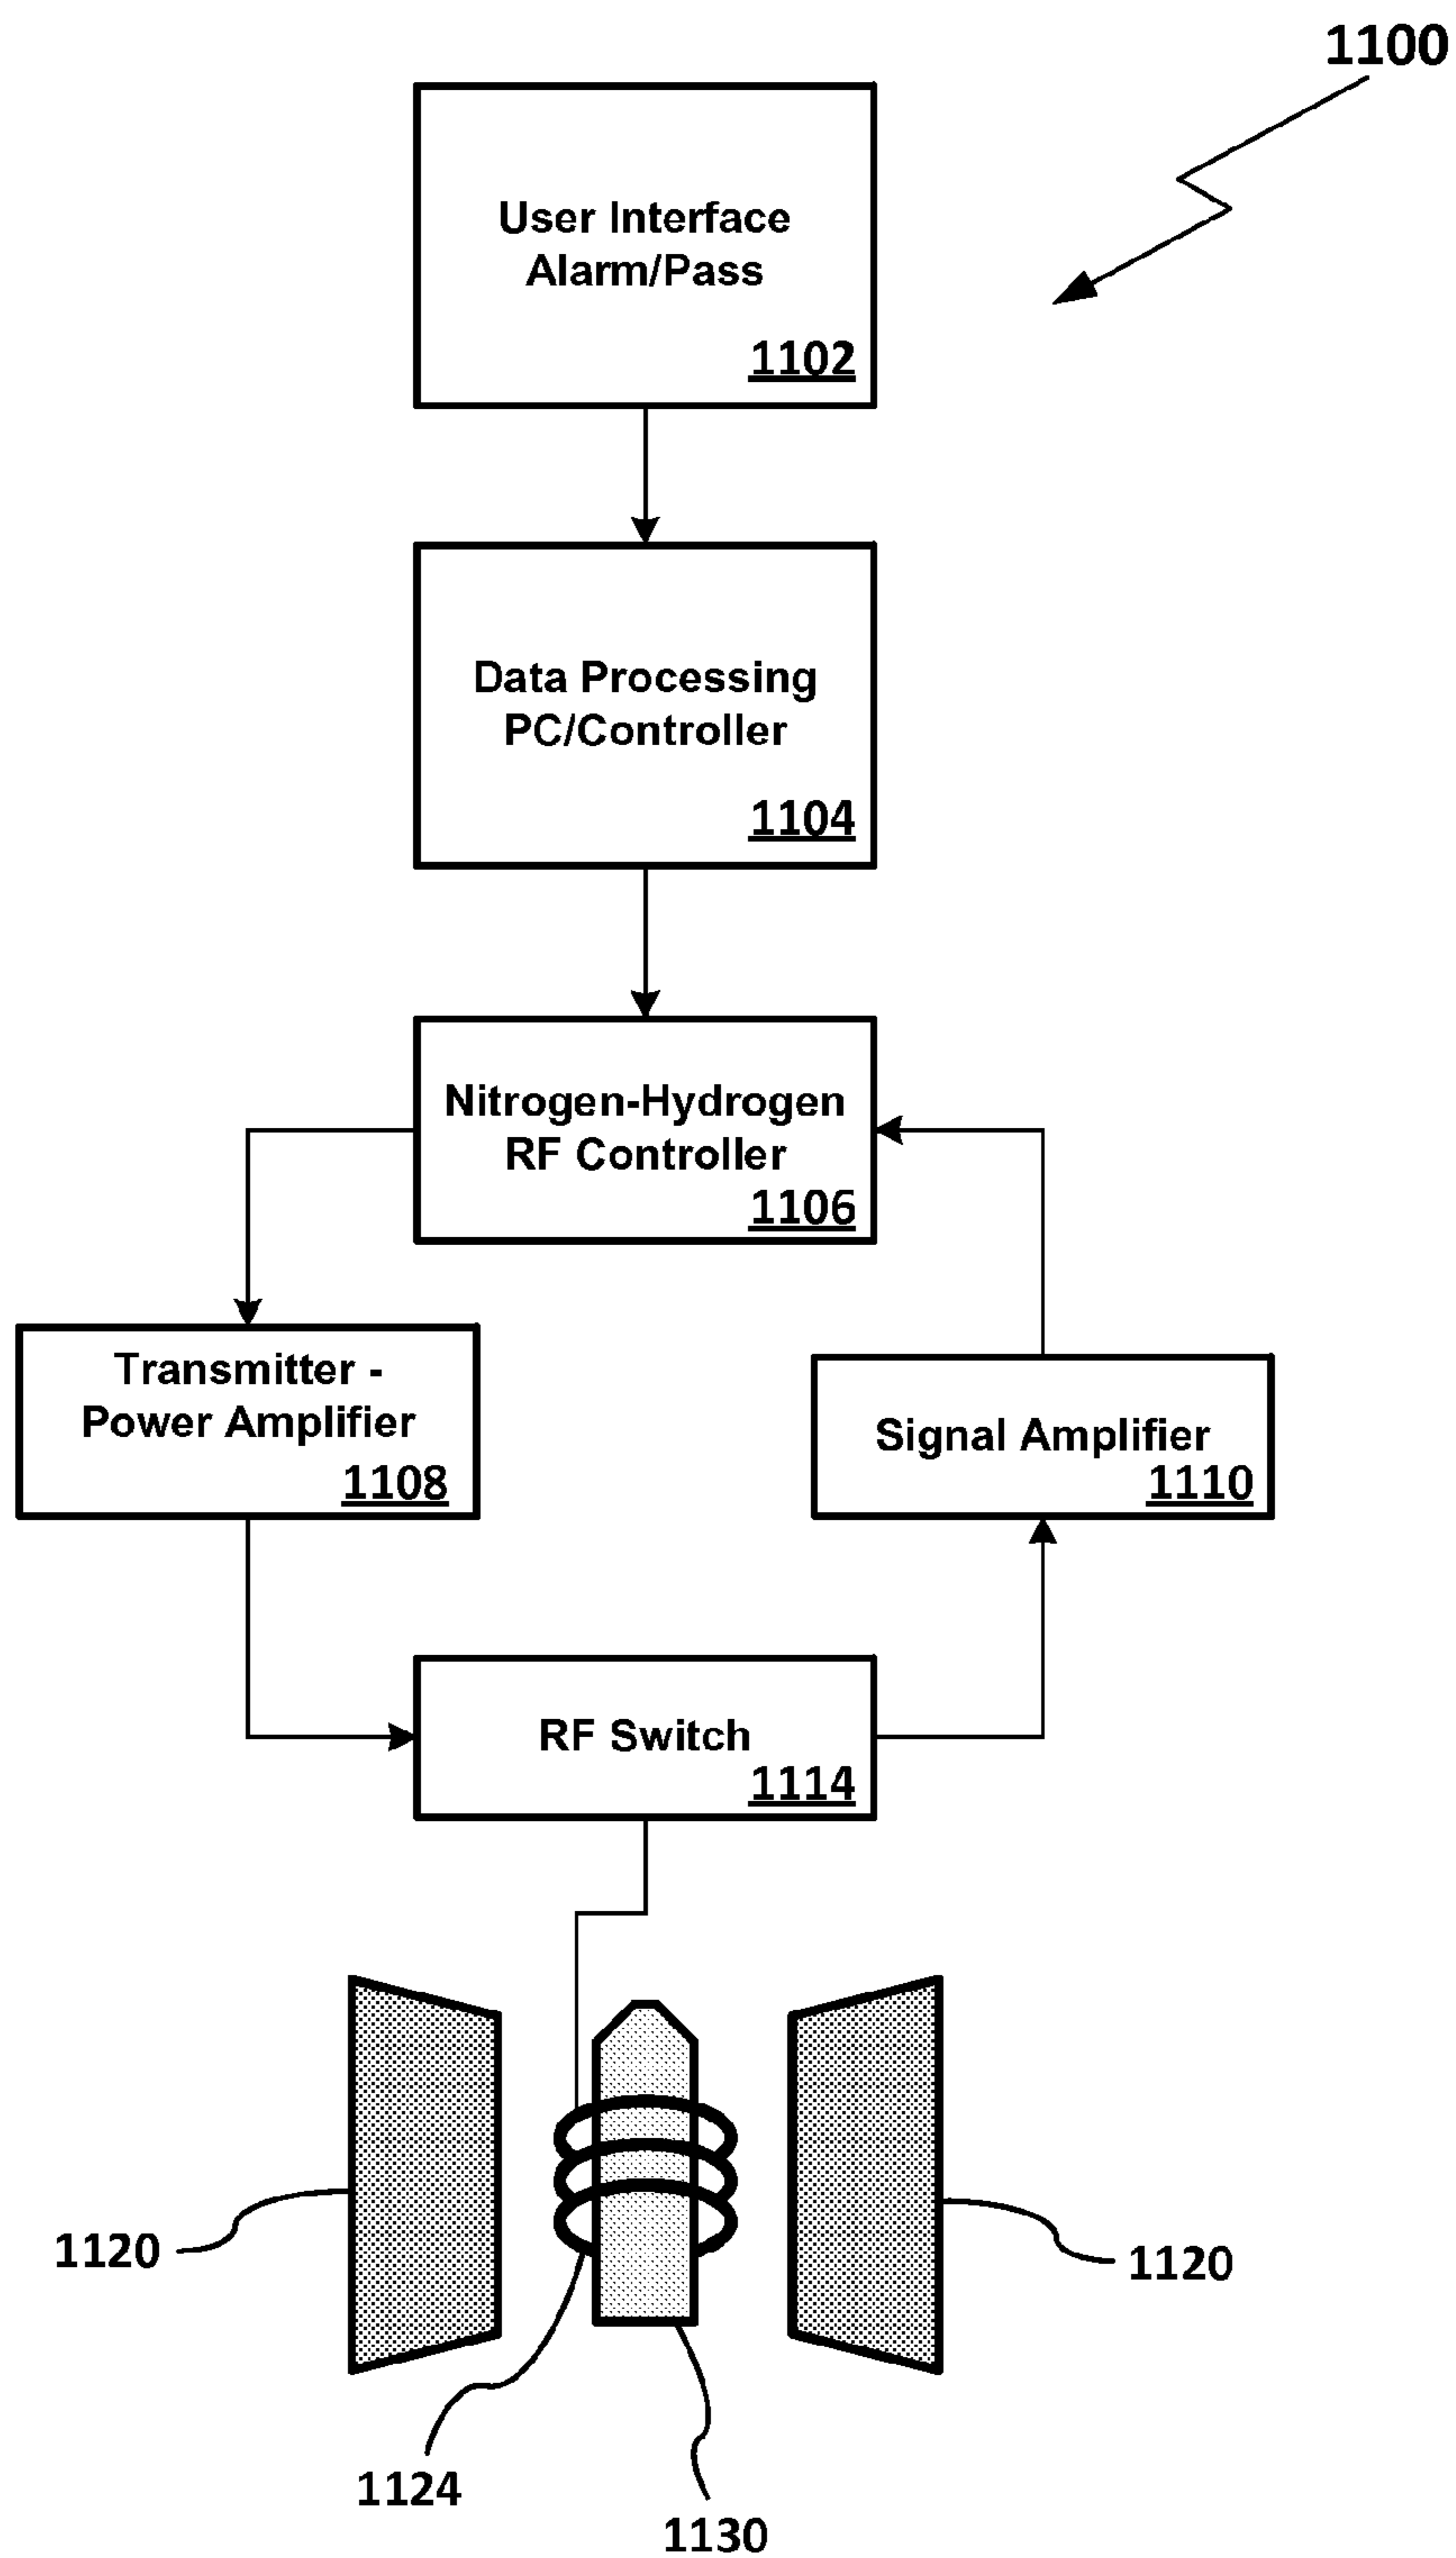 1100
User Interface
Alarm/Pass
1102
Data Processing
PC/Controller
1104
Nitrogen-Hydrogen
RF Controller
1106
Transmitter -
Power Amplifier
1108
Signal Amplifier
1110
RF Switch
1114
1120
1120
1124
1130